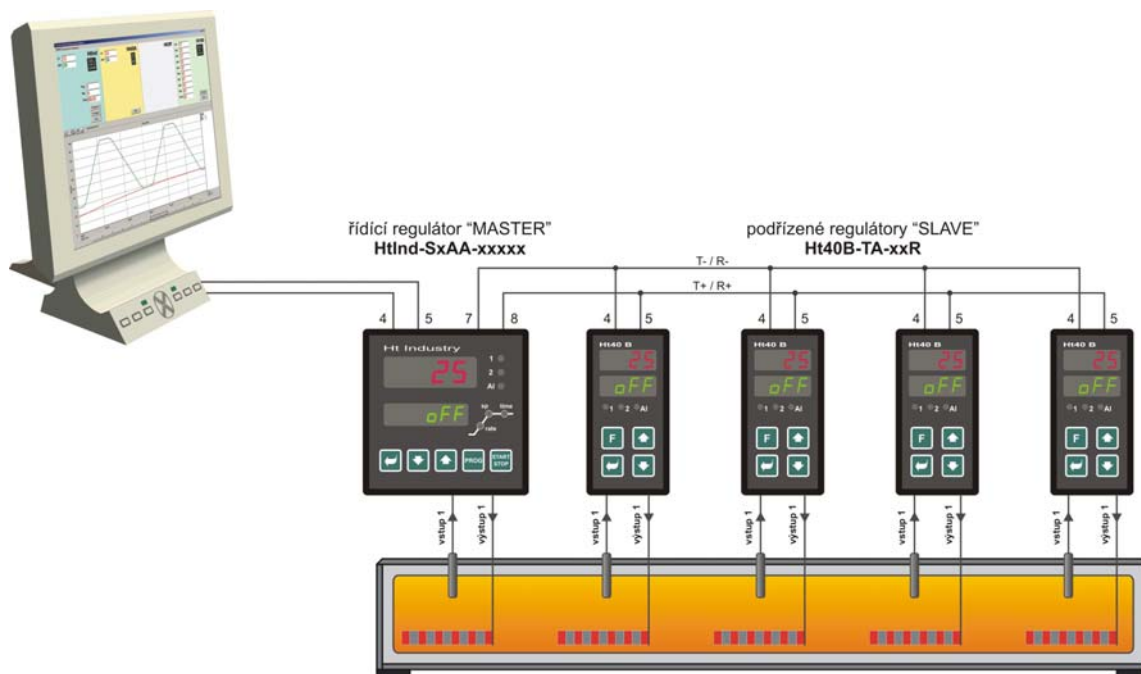 řídící regulátor “MASTER”
HtInd-SxAA-xxxxx
podřízené regulátory “SLAVE”
Ht40B-TA-xxR
T- / R-
T+ / R+
4 5 7 8
4 5
4 5
4 5
4 5
Ht Industry
25
1
2
Al
oFF
sp time
rate
PROG
START
STOP
Ht40 B
25
oFF
1 2 Al
F
Ht40 B
25
oFF
1 2 Al
F
Ht40 B
25
oFF
1 2 Al
F
Ht40 B
25
oFF
1 2 Al
F
vstup 1
výstup 1
vstup 1
výstup 1
vstup 1
výstup 1
vstup 1
výstup 1
vstup 1
výstup 1